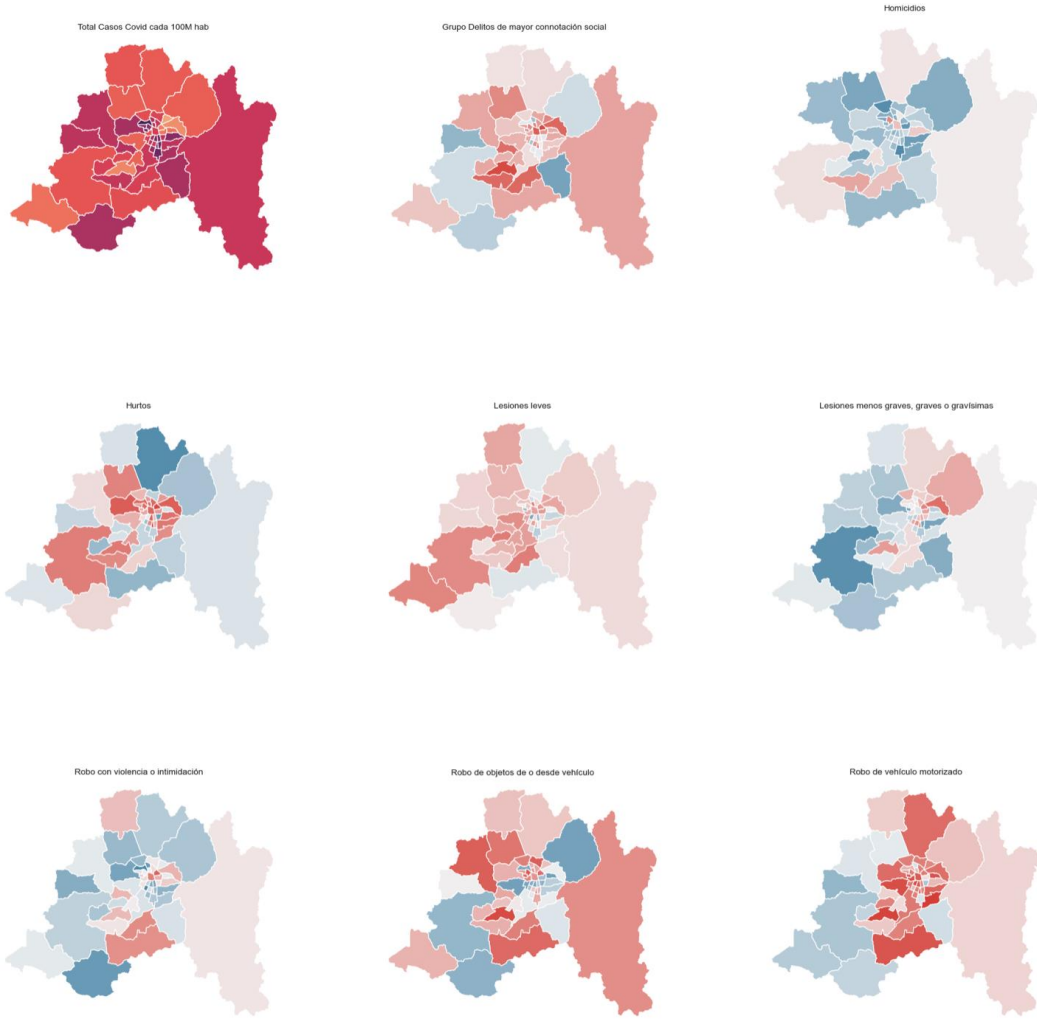 Total Casos Covid cada 100M hab
Grupo Delitos de mayor connotación social
Homicidios
Hurtos
Lesiones leves
Lesiones menos graves, graves o gravísimas
Robo con violencia o intimidación
Robo de objetos de o desde vehículo
Robo de vehículo motorizado